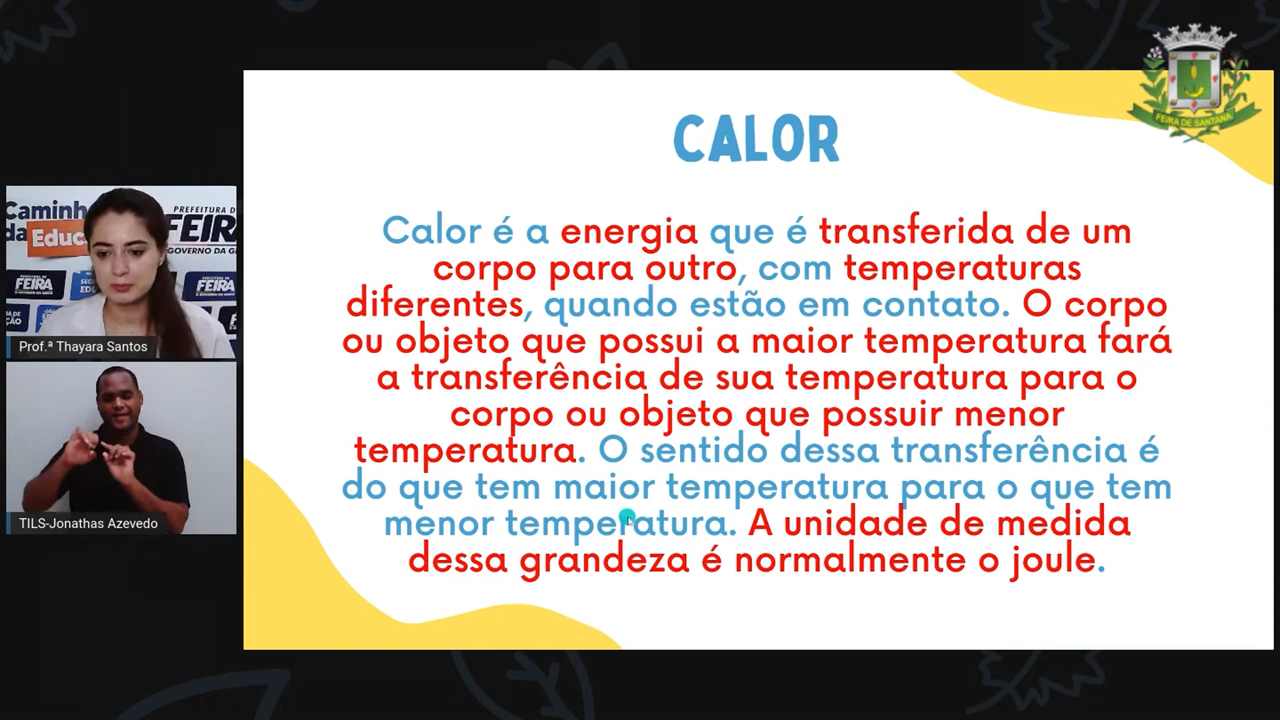 FEIRA DE SANTANA
CALOR
Calor é a energia que é transferida de um
corpo para outro, com temperaturas
diferentes, quando estão em contato. O corpo
ou objeto que possui a maior temperatura fará
a transferência de sua temperatura para o
corpo ou objeto que possuir menor
temperatura. O sentido dessa transferência é
do que tem maior temperatura para o que tem
menor temperatura. A unidade de medida
dessa grandeza é normalmente o joule.
Caminh
da Educ
PREFEITURA D
FEIRA
GOVERNO DA GE
FEIRA
FEIRA
Prof.ª Thayara Santos
TILS-Jonathas Azevedo